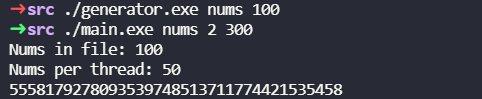 →src ./generator.exe nums 100
→src ./main.exe nums 2 300
Nums in file: 100
Nums per thread: 50
5558179278093539748513711774421535458